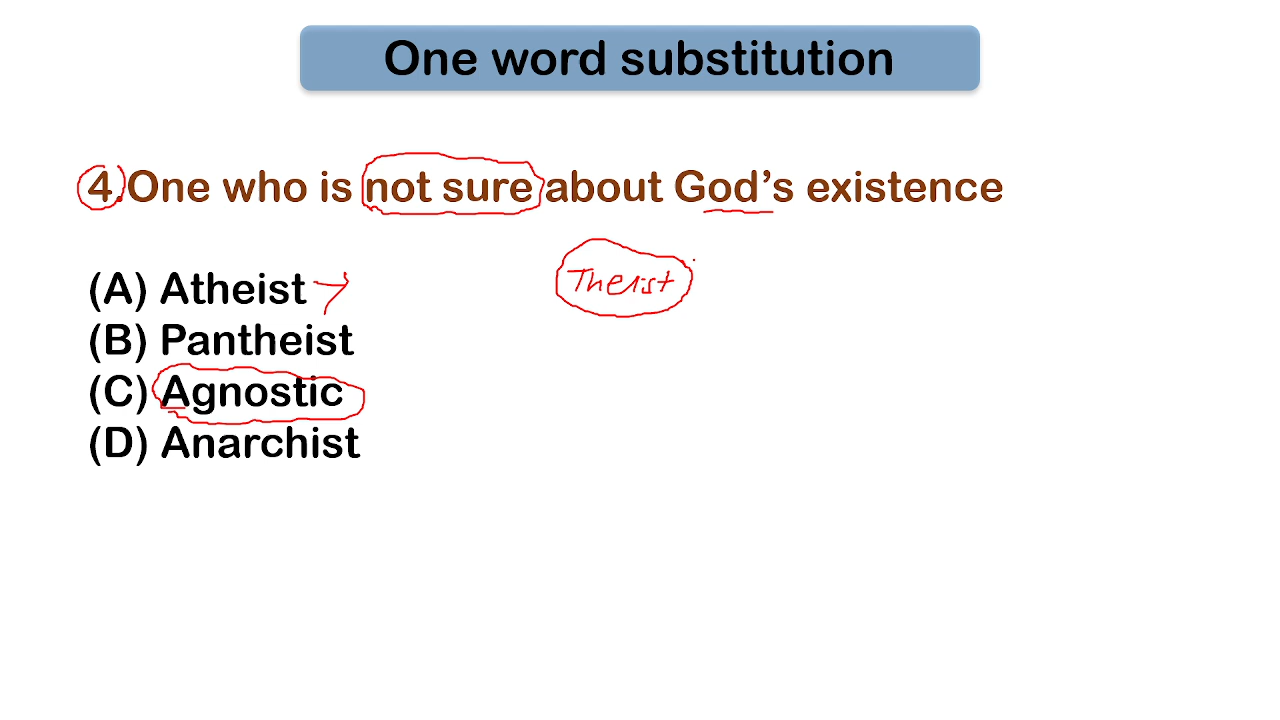 One word substitution
4.One who is not sure about God's existence
Theist
(A) Atheist
(B) Pantheist
(C) Agnostic
(D) Anarchist